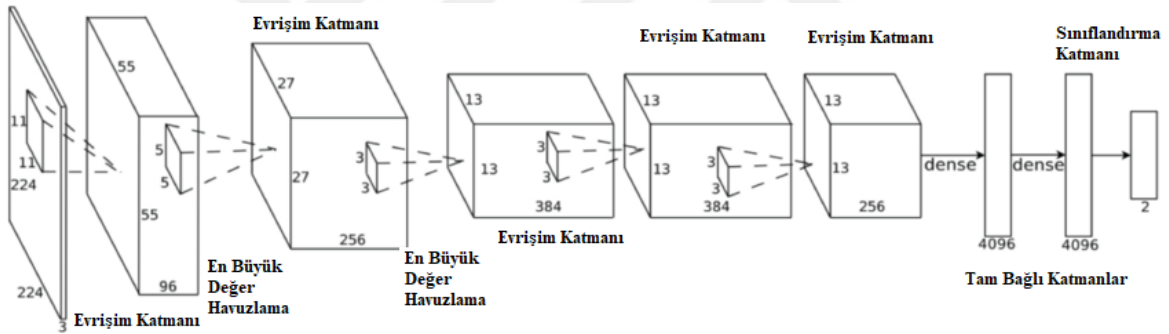 Evrişim Katmanı
Evrişim Katmanı
Evrişim Katmanı
Sınıflandırma
Katmanı
55
27
13
13
13
11
11
224
5
5
55
27
3
3
13
3
3
13
3
3
13
dense
dense
224
3
96
256
384
384
256
4096
4096
2
Evrişim Katmanı
En Büyük
Değer
Havuzlama
En Büyük
Değer
Havuzlama
Evrişim Katmanı
Tam Bağlı Katmanlar